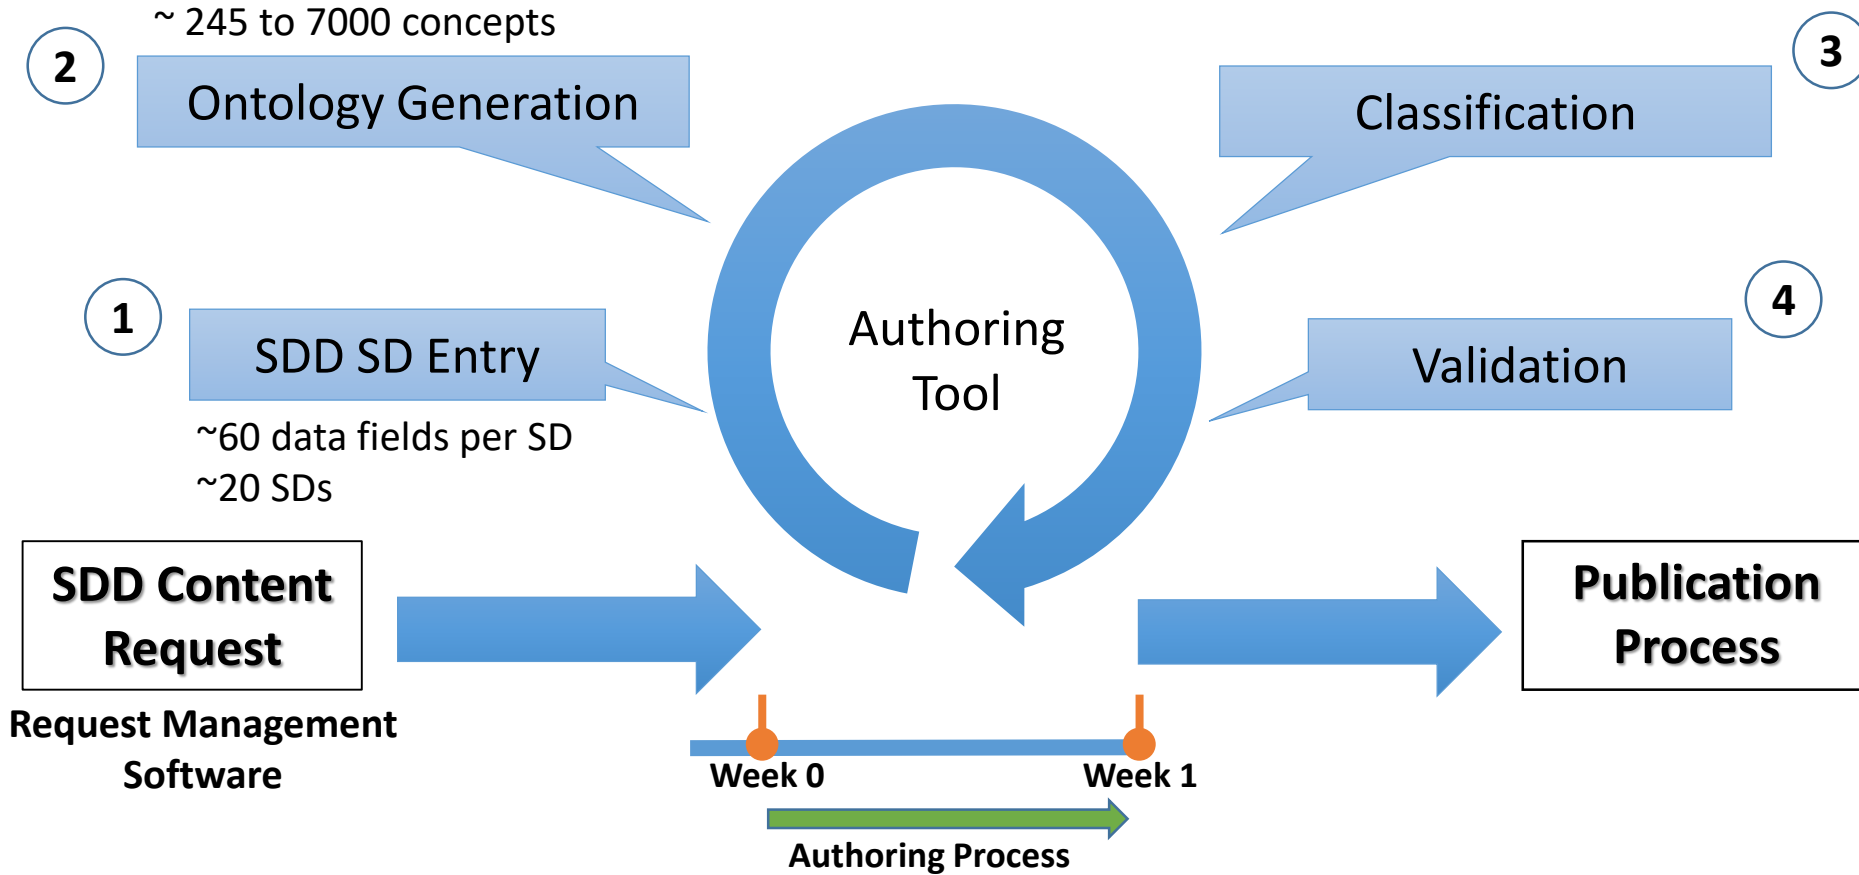 ~ 245 to 7000 concepts
2
Ontology Generation
3
Classification
1
SDD SD Entry
~60 data fields per SD
~20 SDs
Authoring
Tool
4
Validation
SDD Content
Request
Request Management
Software
Publication
Process
Week 0
Week 1
Authoring Process